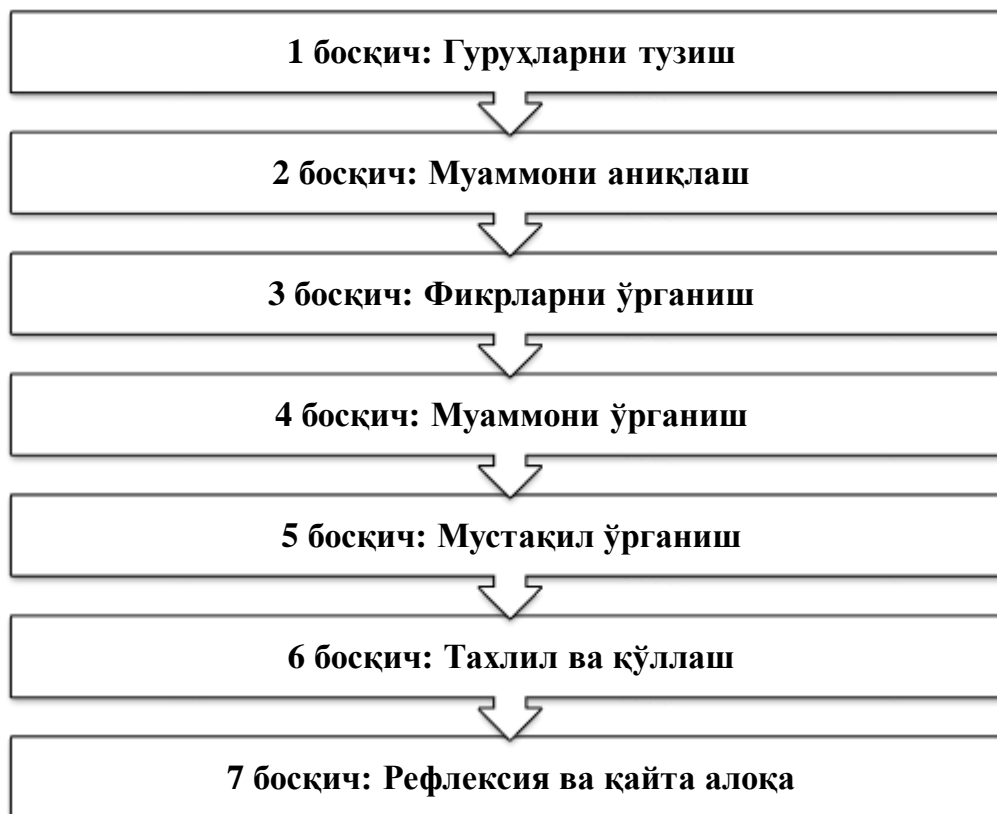 1 босқич: Гуруҳларни тузиш
2 босқич: Муаммони аниқлаш
3 босқич: Фикрларни ўрганиш
4 босқич: Муаммони ўрганиш
5 босқич: Мустақил ўрганиш
6 босқич: Тахлил ва қўллаш
7 босқич: Рефлексия ва қайта алоқа